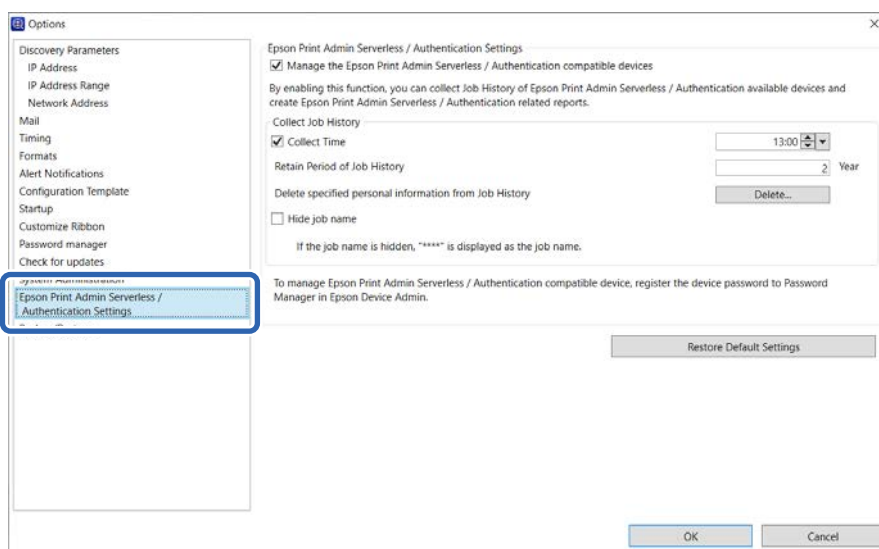 Options
Discovery Parameters
IP Address
IP Address Range
Network Address
Mail
Timing
Formats
Alert Notifications
Configuration Template
Startup
Customize Ribbon
Password manager
Check for updates
System Administration
Epson Print Admin Serverless /
Authentication Settings
Epson Print Admin Serverless / Authentication Settings
Manage the Epson Print Admin Serverless / Authentication compatible devices
By enabling this function, you can collect Job History of Epson Print Admin Serverless / Authentication available devices and
create Epson Print Admin Serverless / Authentication related reports.
Collect Job History
Collect Time
13:00
Retain Period of Job History
2 Year
Delete specified personal information from Job History
Delete...
Hide job name
If the job name is hidden, "****" is displayed as the job name.
To manage Epson Print Admin Serverless / Authentication compatible device, register the device password to Password
Manager in Epson Device Admin.
Restore Default Settings
OK
Cancel